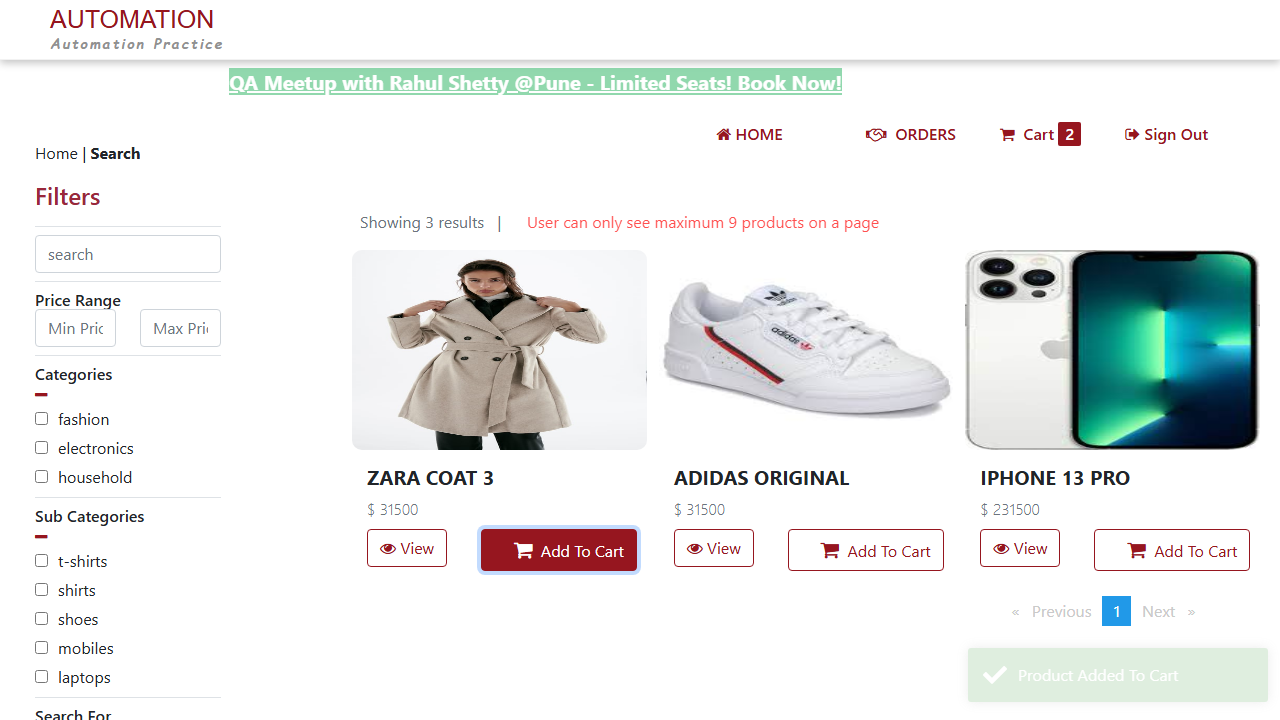 AUTOMATION
Automation Practice
QA Meetup with Rahul Shetty @Pune - Limited Seats! Book Now!
HOME
ORDERS
Cart 2
Sign Out
Home | Search
Filters
search
Price Range
Min Pric
Max Pri
Categories
fashion
electronics
household
Sub Categories
t-shirts
shirts
shoes
mobiles
laptops
Search For
Showing 3 results |
User can only see maximum 9 products on a page
adidas
adidas
ZARA COAT 3
$ 31500
View
Add To Cart
ADIDAS ORIGINAL
$ 31500
View
Add To Cart
IPHONE 13 PRO
$ 231500
View
Add To Cart
« Previous 1 Next »
Product Added To Cart